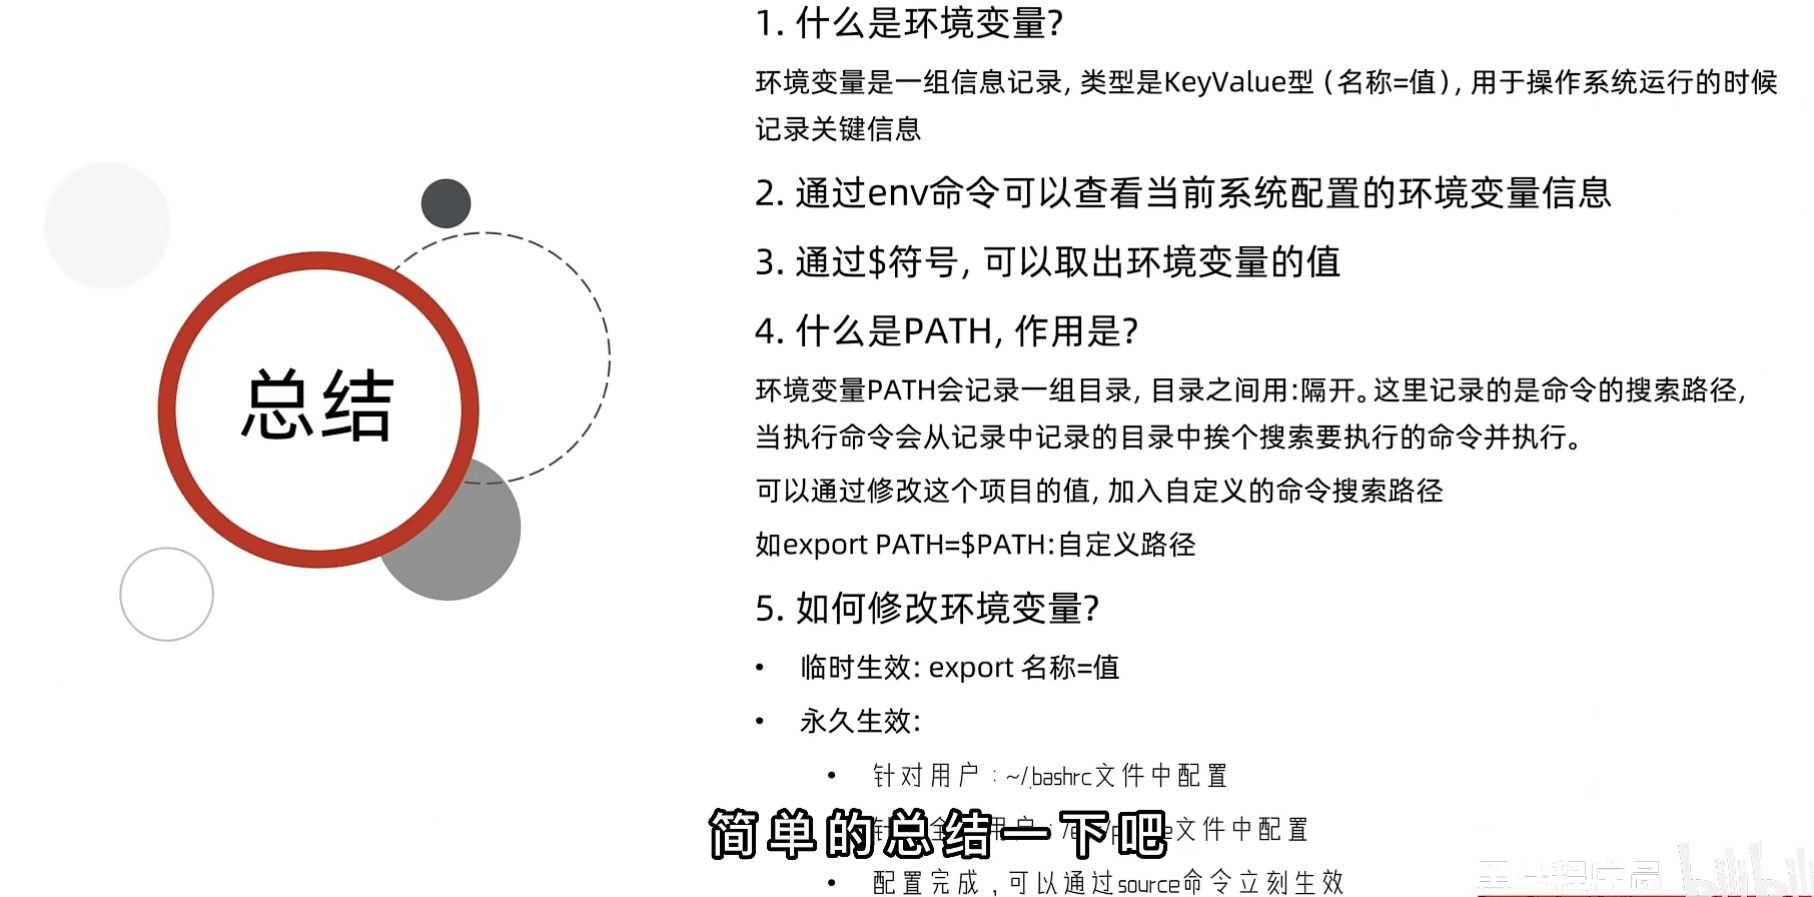 总结
1. 什么是环境变量?
环境变量是一组信息记录, 类型是KeyValue型 (名称=值), 用于操作系统运行的时候
记录关键信息
2. 通过env命令可以查看当前系统配置的环境变量信息
3. 通过$符号, 可以取出环境变量的值
4. 什么是PATH, 作用是?
环境变量PATH会记录一组目录, 目录之间用:隔开。这里记录的是命令的搜索路径,
当执行命令会从记录中记录的目录中挨个搜索要执行的命令并执行。
可以通过修改这个项目的值, 加入自定义的命令搜索路径
如export PATH=$PATH:自定义路径
5. 如何修改环境变量?
• 临时生效: export 名称=值
• 永久生效:
• 针对用户:~/.bashrc文件中配置
文件中配置
简单的总结一下吧
• 配置完成,可以通过source命令立刻生效
程序员 bilibili